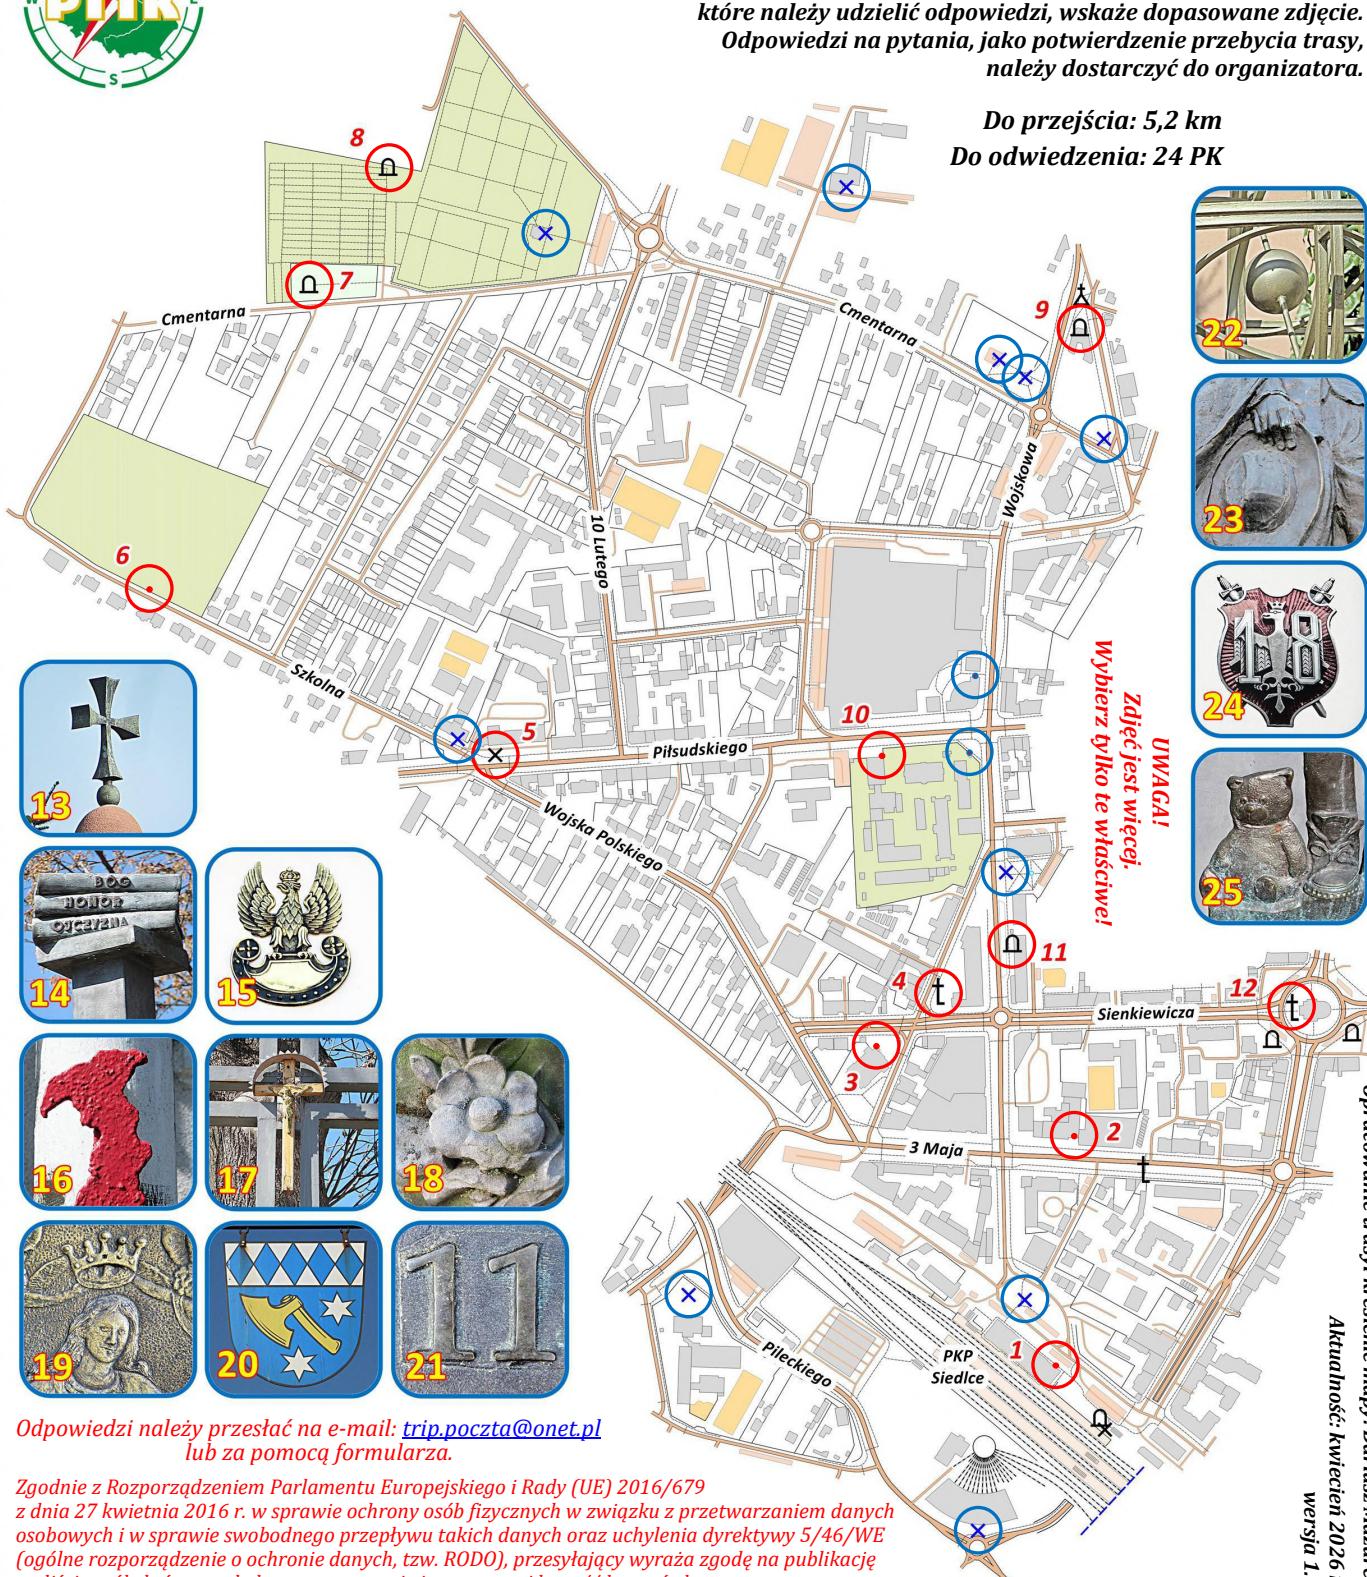 PMTK
W
E
S
które należy udzielić odpowiedzi, wskaże dopasowane zdjęcie.
Odpowiedzi na pytania, jako potwierdzenie przebycia trasy,
należy dostarczyć do organizatora.
Do przejścia: 5,2 km
Do odwiedzenia: 24 PK
8
7
Cmentarna
Cmentarna
9
22
23
Wojskowa
10 Lutego
6
24
Szkolna
5
10
Piłsudskiego
UWAGA!
Zdjęć jest więcej.
Wybierz tylko te właściwe!
118
25
13
Wojska Polskiego
BÓG
HONOR
OJCZYZNA
14
15
11
4
12
Sienkiewicza
3
2
3 Maja
16
17
18
19
20
11
21
Pileckiego
1
PKP
Siedlce
Aktualność: kwiecień 2026
wersja 1.
Odpowiedzi należy przesłać na e-mail: trip.poczta@onet.pl
lub za pomocą formularza.
Zgodnie z Rozporządzeniem Parlamentu Europejskiego i Rady (UE) 2016/679
z dnia 27 kwietnia 2016 r. w sprawie ochrony osób fizycznych w związku z przetwarzaniem danych
osobowych i w sprawie swobodnego przepływu takich danych oraz uchylenia dyrektywy 5/46/WE
(ogólne rozporządzenie o ochronie danych, tzw. RODO), przesyłający wyraża zgodę na publikację